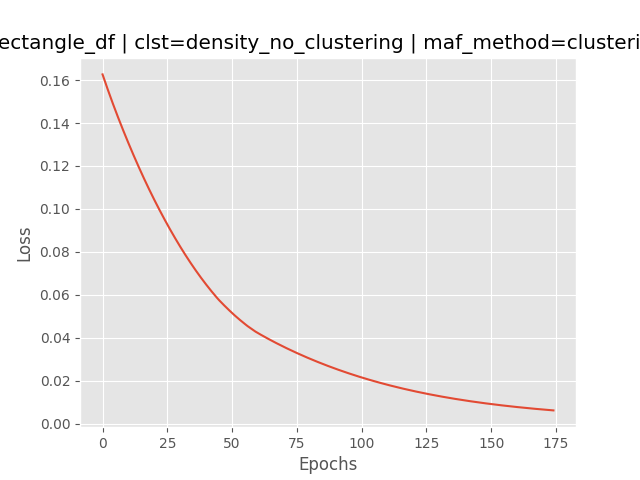 ectangle_df | clst=density_no_clustering | maf_method=clusteri
0.16
0.14
0.12
0.10
0.08
0.06
0.04
0.02
0.00
Loss
0 25 50 75 100 125 150 175
Epochs